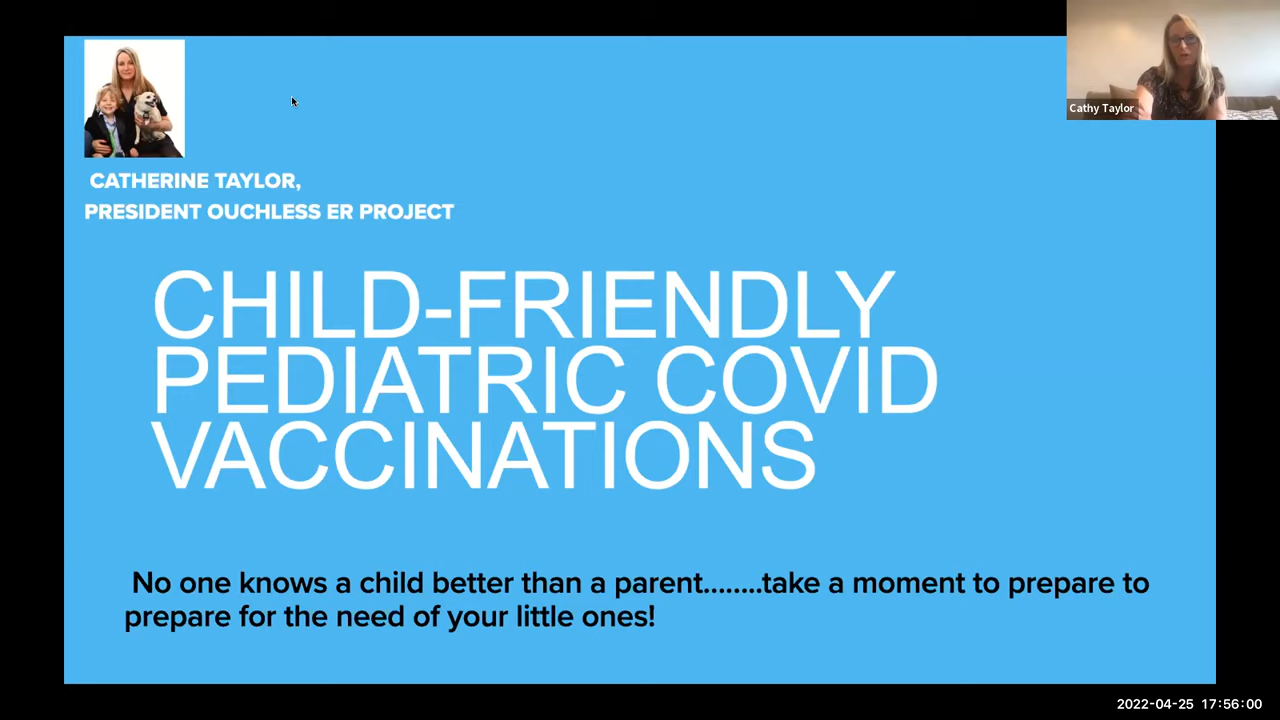 Cathy Taylor
CATHERINE TAYLOR,
PRESIDENT OUCHLESS ER PROJECT
CHILD-FRIENDLY
PEDIATRIC COVID
VACCINATIONS
No one knows a child better than a parent........take a moment to prepare to
prepare for the need of your little ones!
2022-04-25 17:56:00